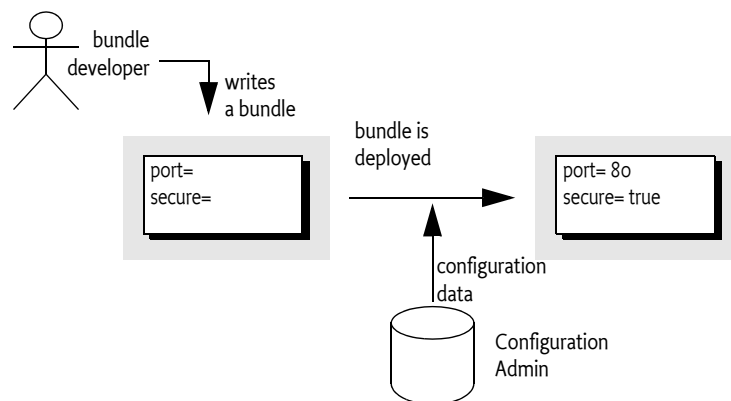 bundle
developer
writes
a bundle
bundle is
deployed
port=
secure=
port= 80
secure= true
configuration
data
Configuration
Admin